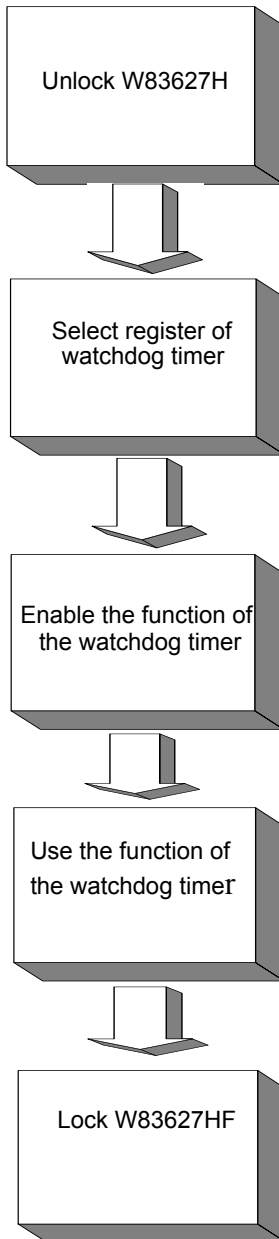 Unlock W83627H
Select register of
watchdog timer
Enable the function of
the watchdog timer
Use the function of
the watchdog timer
Lock W83627HF